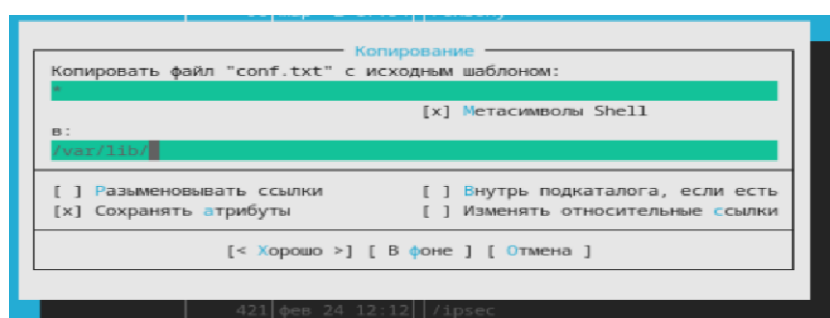 Копирование
Копировать файл "conf.txt" с исходным шаблоном:
*
[x] Метасимволы Shell
в:
/var/lib/
[ ] Разыменовывать ссылки [ ] Внутрь подкаталога, если есть
[x] Сохранять атрибуты [ ] Изменять относительные ссылки
[< Хорошо >] [ В фоне ] [ Отмена ]
421 фев 24 12:12 /ipsec